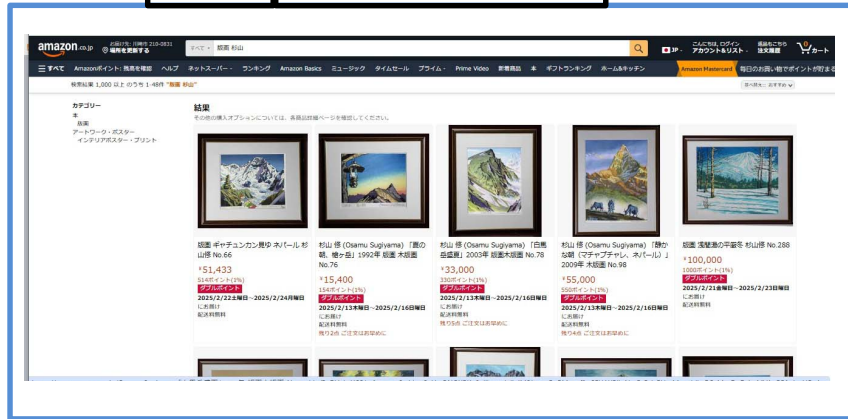 amazon.co.jp
お届け先: 川崎市 210-0831
場所を更新する
すべて
版画 杉山
JP
こんにちは, ログイン
アカウント&リスト
返品もこちら
注文履歴
0
カート
すべて Amazonポイント: 残高を確認 ヘルプ ネットスーパー ランキング Amazon Basics ミュージック タイムセール プライム Prime Video 新着商品 本 ギフトランキング ホーム&キッチン
Amazon Mastercard 毎日のお買い物でポイントが貯まる
検索結果 1,000 以上 のうち 1-48件 "版画 杉山"
並べ替え: おすすめ
カテゴリー
本
版画
アートワーク・ポスター
インテリアポスター・プリント
結果
その他の購入オプションについては、各商品詳細ページを確認してください。
版画 ギャチュンカン見ゆ ネパール 杉
山修 No.66
¥51,433
514ポイント(1%)
ダブルポイント
2025/2/22土曜日~2025/2/24月曜日
にお届け
配送料無料
杉山 修 (Osamu Sugiyama) 「夏の
朝、槍ヶ岳」1992年 版画 木版画
No.76
¥15,400
154ポイント(1%)
ダブルポイント
2025/2/13木曜日~2025/2/16日曜日
にお届け
配送料無料
残り2点 ご注文はお早めに
杉山 修 (Osamu Sugiyama) 「白馬
岳盛夏」2003年 版画木版画 No.78
¥33,000
330ポイント(1%)
ダブルポイント
2025/2/13木曜日~2025/2/16日曜日
にお届け
配送料無料
残り5点 ご注文はお早めに
杉山 修 (Osamu Sugiyama) 「静か
な朝（マチャプチャレ、ネパール）」
2009年 木版画 No.98
¥55,000
550ポイント(1%)
ダブルポイント
2025/2/13木曜日~2025/2/16日曜日
にお届け
配送料無料
残り4点 ご注文はお早めに
版画 浅間連の平厳冬 杉山修 No.288
¥100,000
1000ポイント(1%)
ダブルポイント
2025/2/21金曜日~2025/2/23日曜日
にお届け
配送料無料